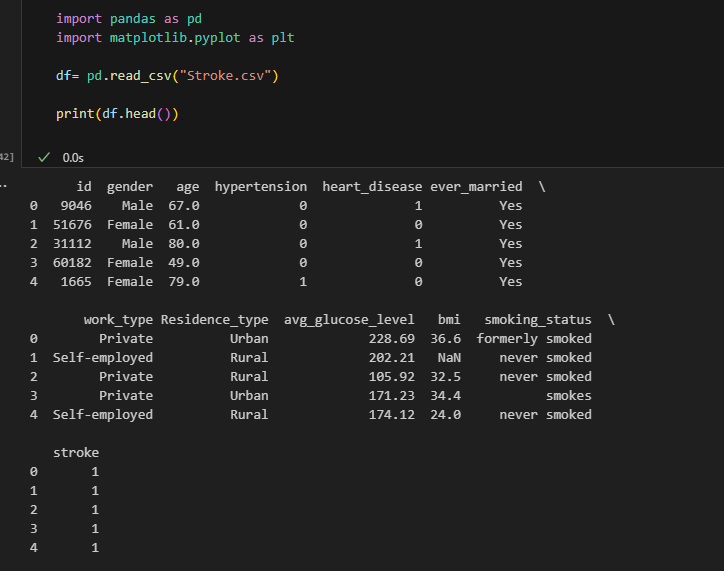 import pandas as pd
import matplotlib.pyplot as plt
df= pd.read_csv("Stroke.csv")
print(df.head())
42]
✓ 0.0s
..
id gender age hypertension heart_disease ever_married \
0 9046 Male 67.0 0 1 Yes
1 51676 Female 61.0 0 0 Yes
2 31112 Male 80.0 0 1 Yes
3 60182 Female 49.0 0 0 Yes
4 1665 Female 79.0 1 0 Yes
work_type Residence_type avg_glucose_level bmi smoking_status \
0 Private Urban 228.69 36.6 formerly smoked
1 Self-employed Rural 202.21 NaN never smoked
2 Private Rural 105.92 32.5 never smoked
3 Private Urban 171.23 34.4 smokes
4 Self-employed Rural 174.12 24.0 never smoked
stroke
0 1
1 1
2 1
3 1
4 1